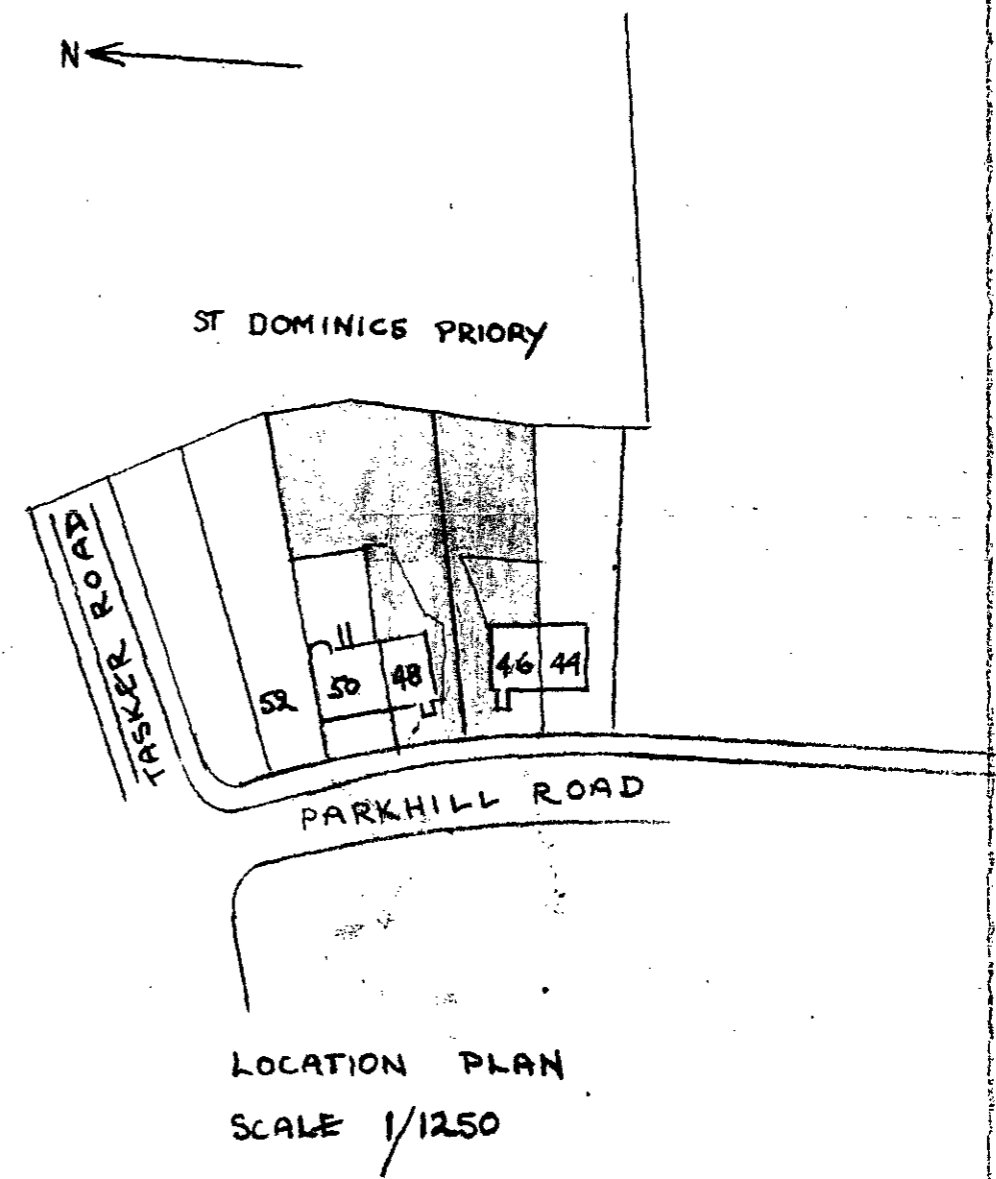 N
ST DOMINICS PRIORY
TASKER ROAD
52
50
48
46
44
PARKHILL ROAD
LOCATION PLAN
SCALE 1/1250